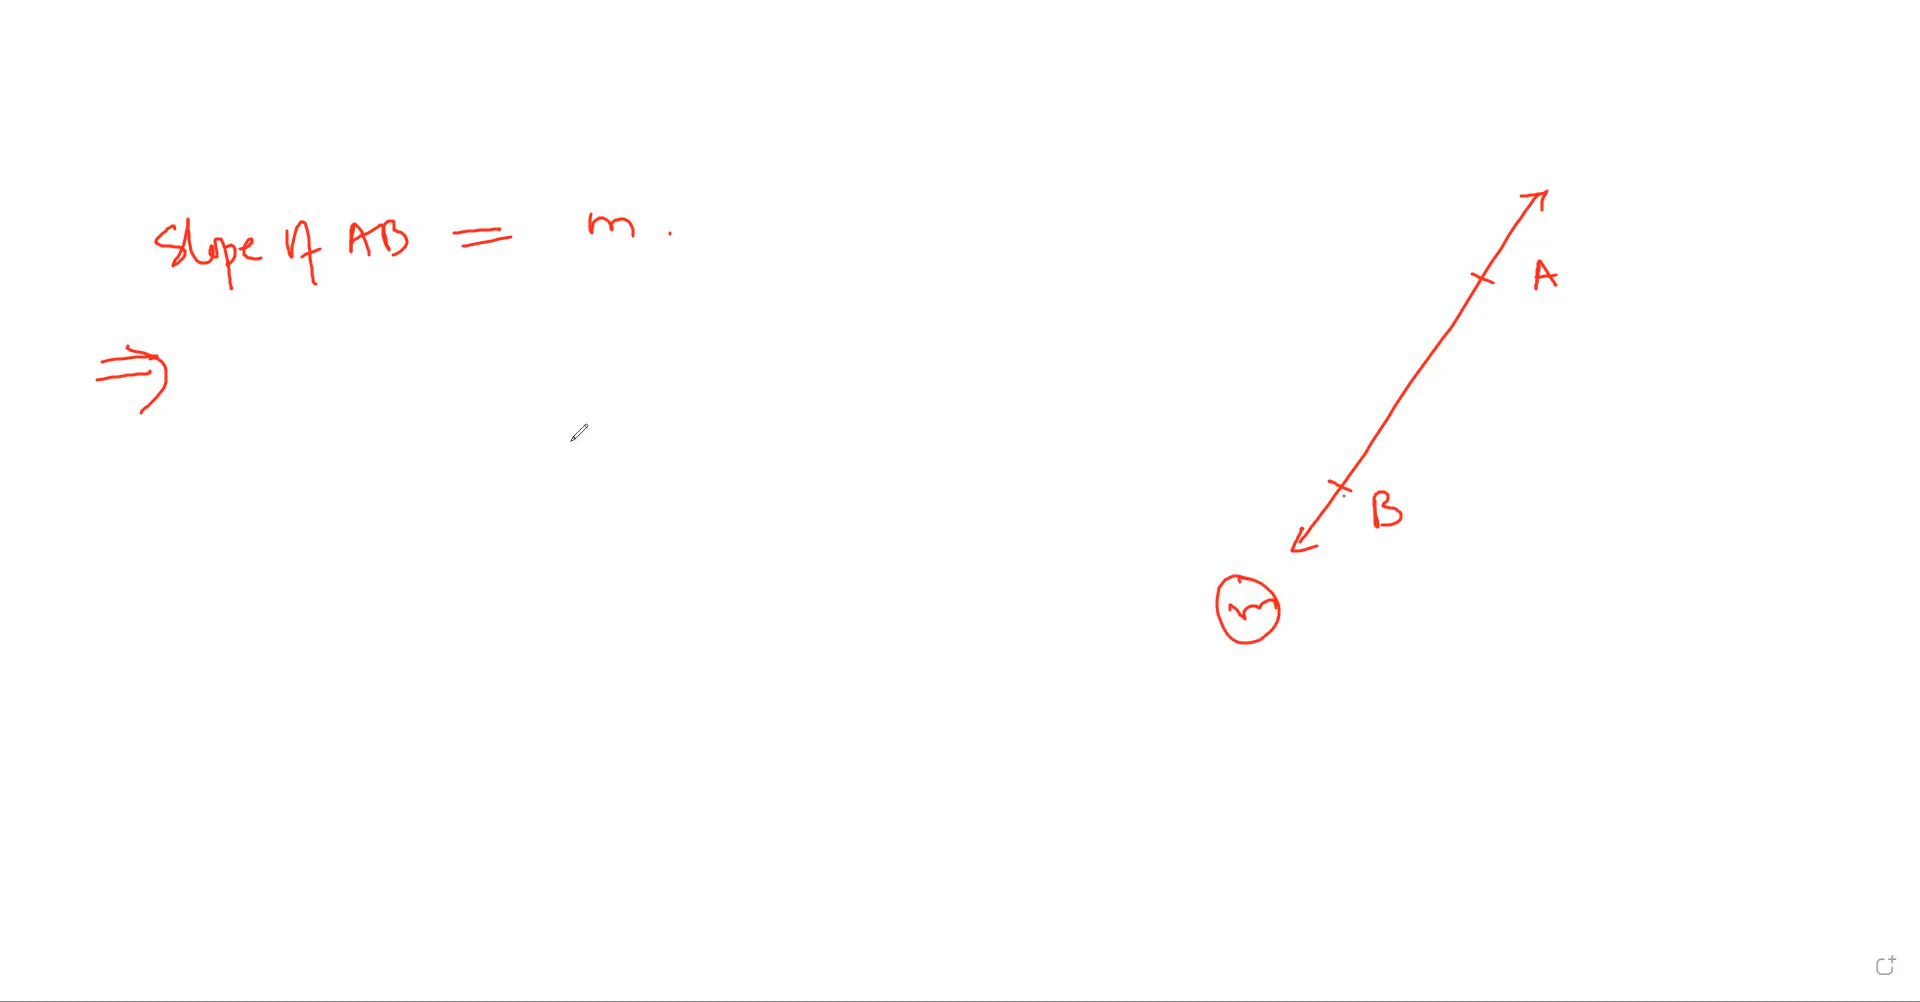 Slope of AB = m.
⇒
A
B
m